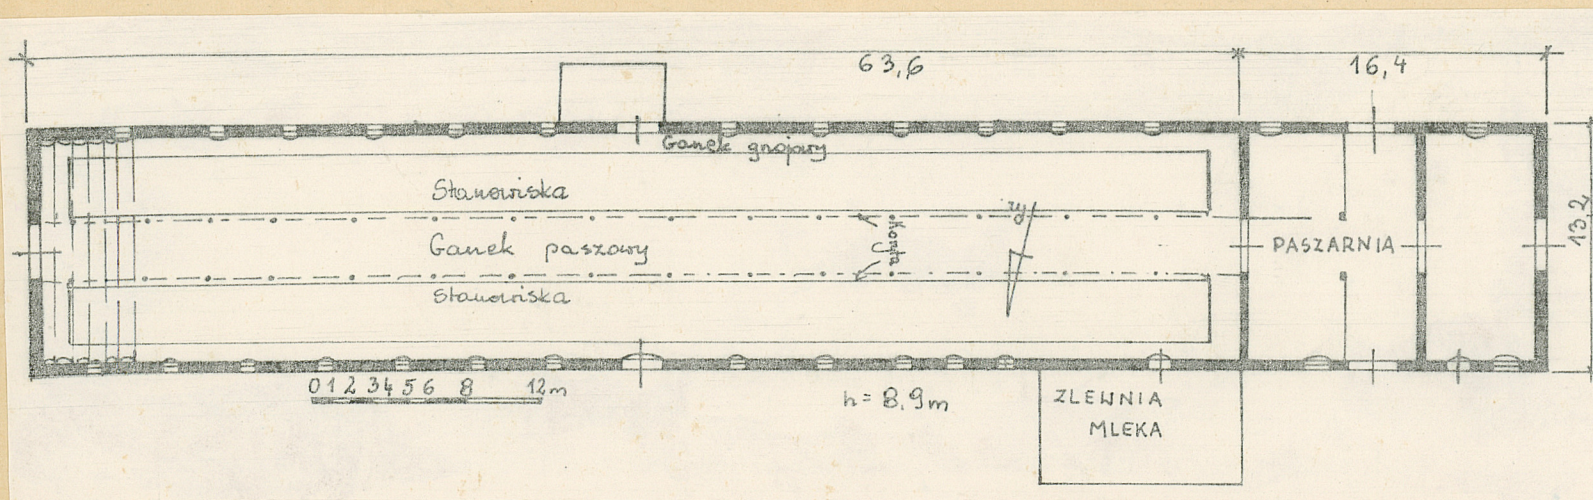 63,6
16,4
Ganek gnojowy
Stanowiska
Ganek paszowy
Koryta
PASZARNIA
13,2
Stanowiska
0 1 2 3 4 5 6 8 12m
h = 8,9m
ZLEWNIA
MLEKA